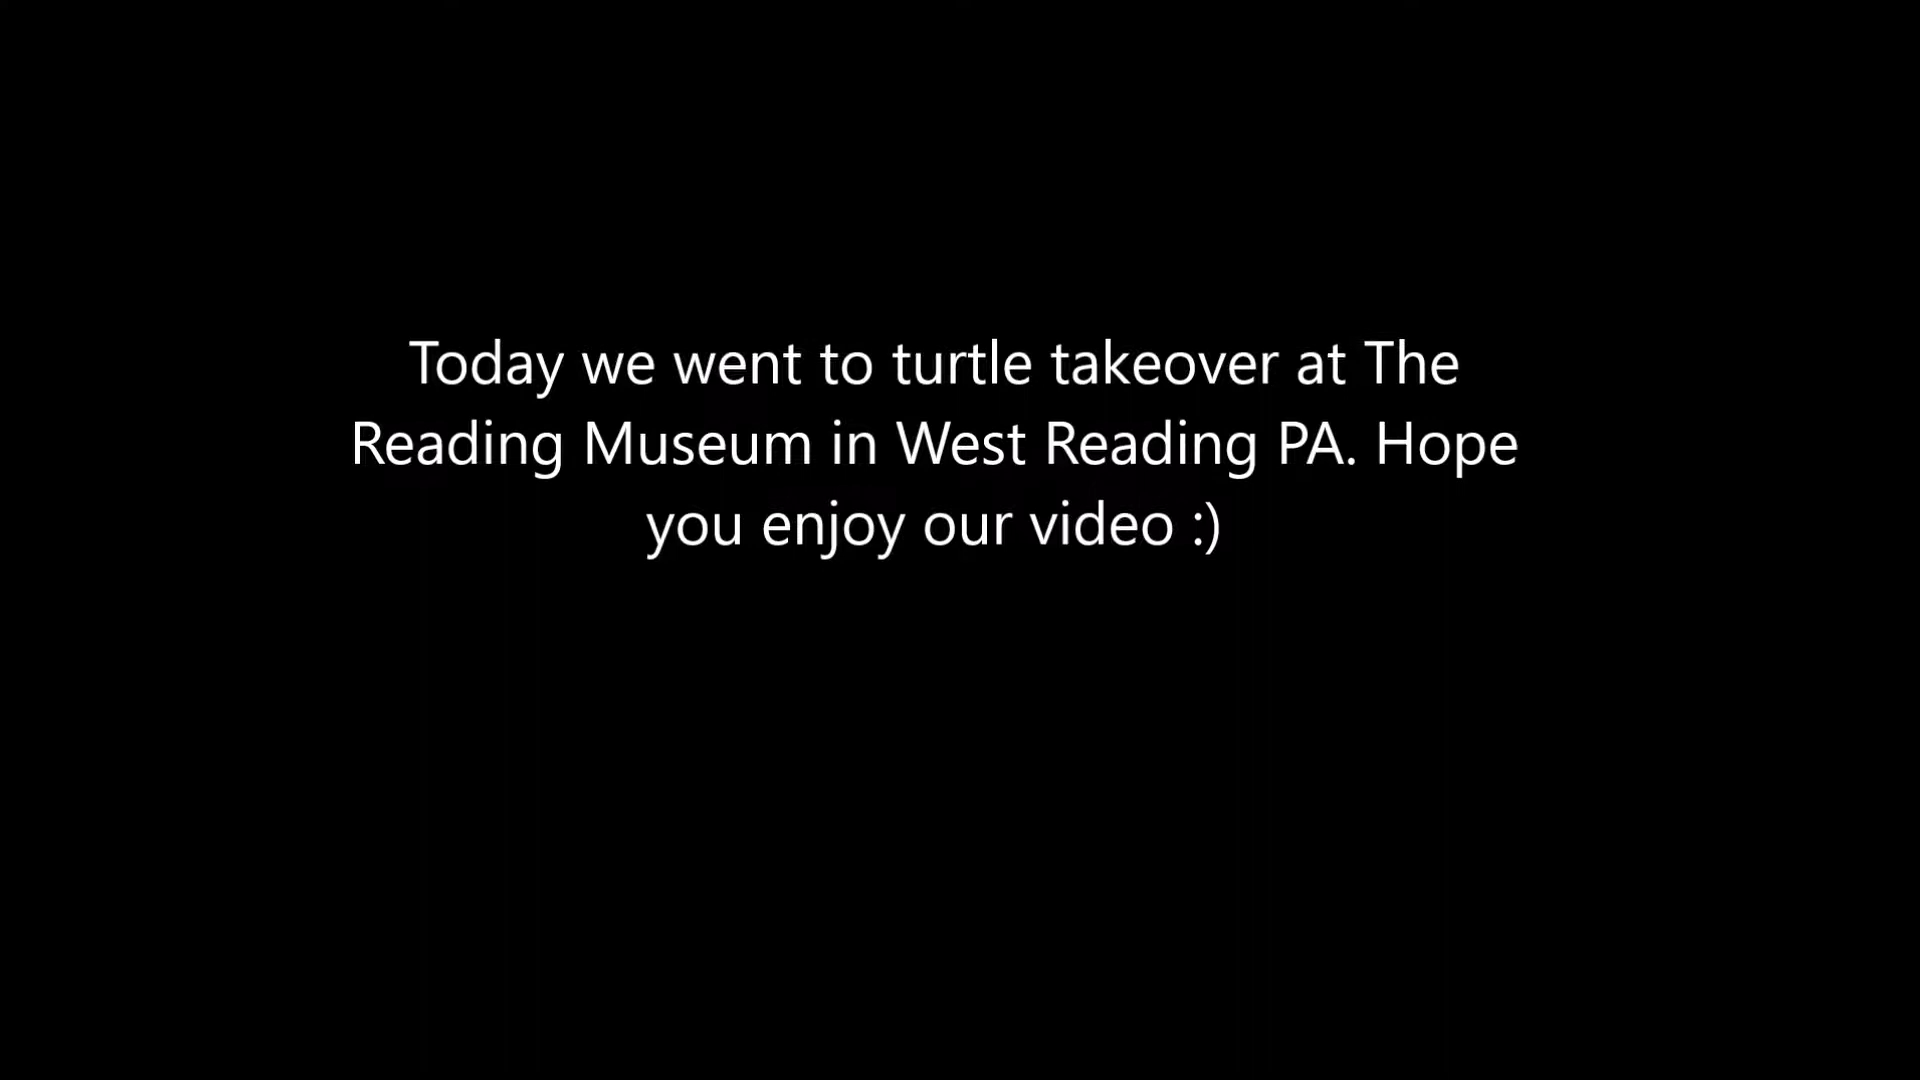 Today we went to turtle takeover at The
Reading Museum in West Reading PA. Hope
you enjoy our video :)